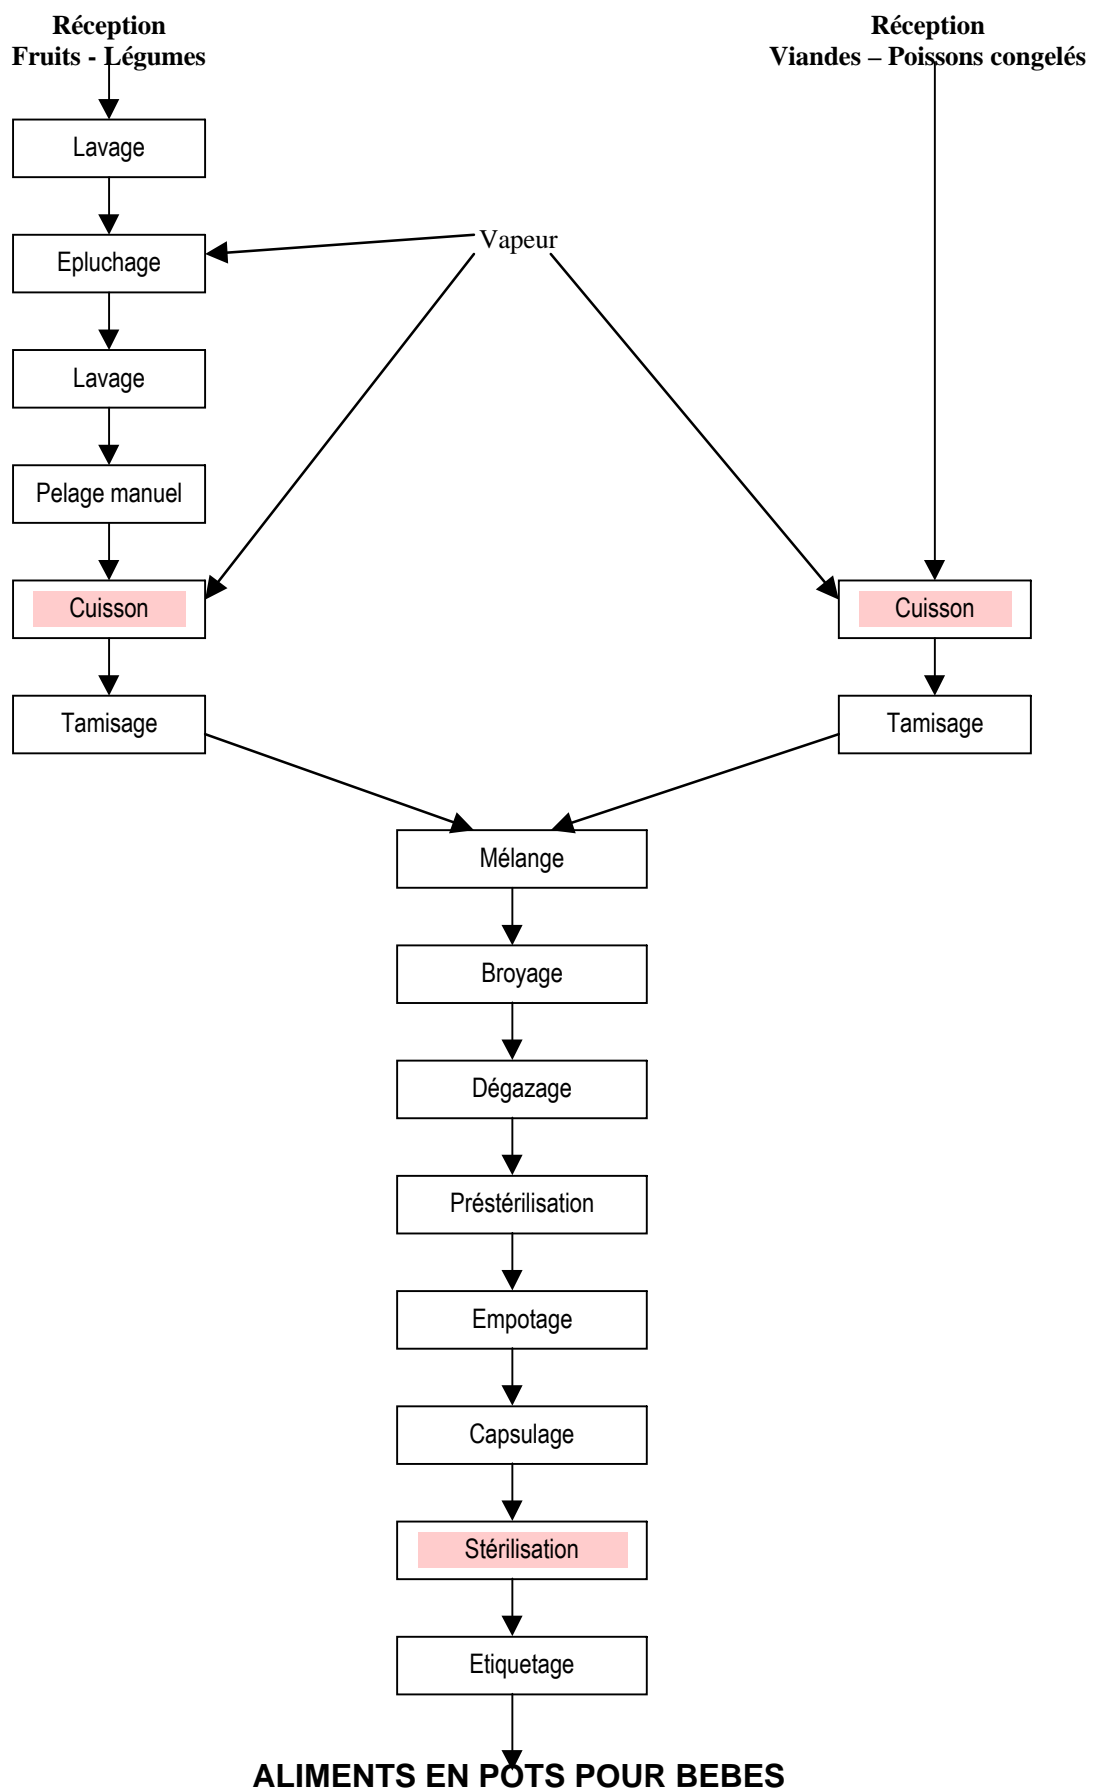 Réception
Fruits - Légumes
Réception
Viandes – Poissons congelés
Lavage
Epluchage
Vapeur
Lavage
Pelage manuel
Cuisson
Cuisson
Tamisage
Tamisage
Mélange
Broyage
Dégazage
Préstérilisation
Empotage
Capsulage
Stérilisation
Etiquetage
ALIMENTS EN POTS POUR BEBES